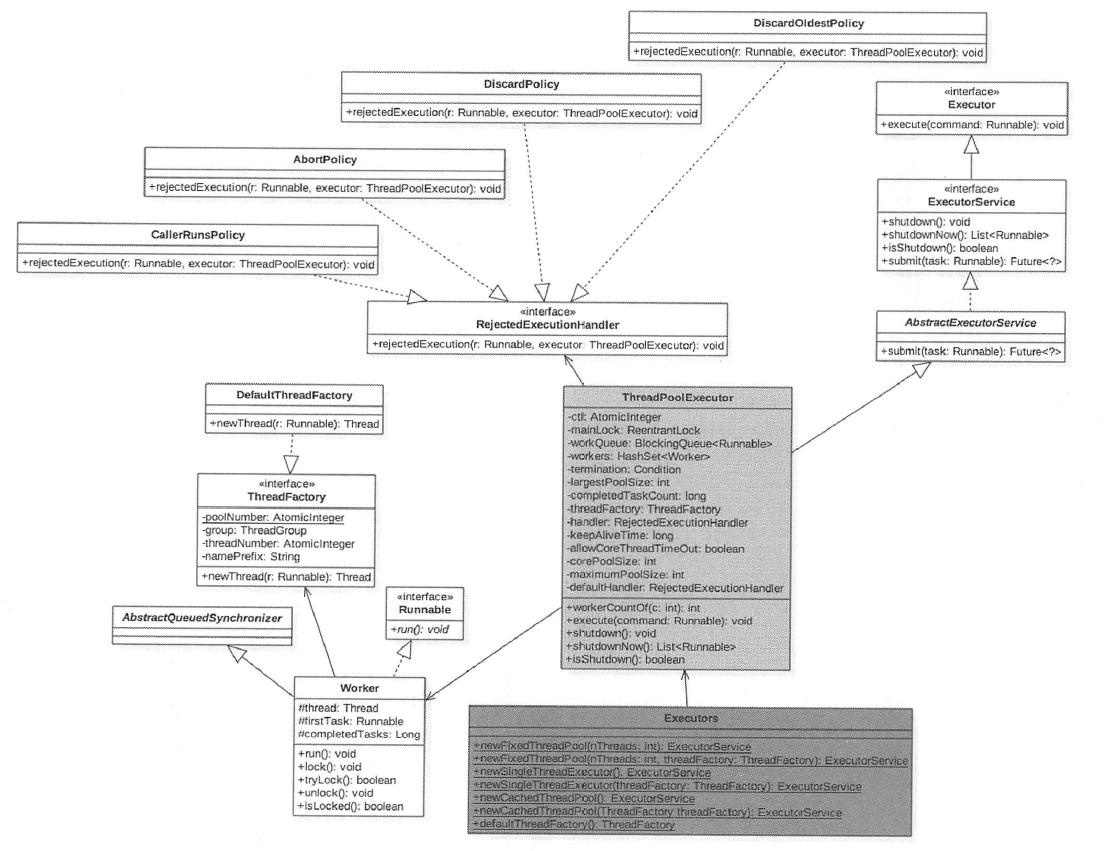 DiscardOldestPolicy
+rejectedExecution(r: Runnable, executor: ThreadPoolExecutor): void
DiscardPolicy
+rejectedExecution(r: Runnable, executor: ThreadPoolExecutor): void
«interface»
Executor
+execute(command: Runnable): void
AbortPolicy
+rejectedExecution(r: Runnable, executor: ThreadPoolExecutor): void
«interface»
ExecutorService
+shutdown(): void
+shutdownNow(): List<Runnable>
+isShutdown(): boolean
+submit(task: Runnable): Future<?>
CallerRunsPolicy
+rejectedExecution(r: Runnable, executor: ThreadPoolExecutor): void
«interface»
RejectedExecutionHandler
+rejectedExecution(r: Runnable, executor: ThreadPoolExecutor): void
AbstractExecutorService
+submit(task: Runnable): Future<?>
DefaultThreadFactory
+newThread(r: Runnable): Thread
ThreadPoolExecutor
-ctl: AtomicInteger
-mainLock: ReentrantLock
-workQueue: BlockingQueue<Runnable>
-workers: HashSet<Worker>
-termination: Condition
-largestPoolSize: int
-completedTaskCount: long
-threadFactory: ThreadFactory
-handler: RejectedExecutionHandler
-keepAliveTime: long
-allowCoreThreadTimeOut: boolean
-corePoolSize: int
-maximumPoolSize: int
-defaultHandler: RejectedExecutionHandler
+workerCountOf(c: int): int
+execute(command: Runnable): void
+shutdown(): void
+shutdownNow(): List<Runnable>
+isShutdown(): boolean
«interface»
ThreadFactory
-poolNumber: AtomicInteger
-group: ThreadGroup
-threadNumber: AtomicInteger
-namePrefix: String
+newThread(r: Runnable): Thread
«interface»
Runnable
+run(): void
AbstractQueuedSynchronizer
Worker
#thread: Thread
#firstTask: Runnable
#completedTasks: Long
+run(): void
+lock(): void
+tryLock(): boolean
+unlock(): void
+isLocked(): boolean
Executors
+newFixedThreadPool(nThreads: int): ExecutorService
+newFixedThreadPool(nThreads: int, threadFactory: ThreadFactory): ExecutorService
+newSingleThreadExecutor(): ExecutorService
+newSingleThreadExecutor(threadFactory: ThreadFactory): ExecutorService
+newCachedThreadPool(): ExecutorService
+newCachedThreadPool(ThreadFactory threadFactory): ExecutorService
+defaultThreadFactory(): ThreadFactory